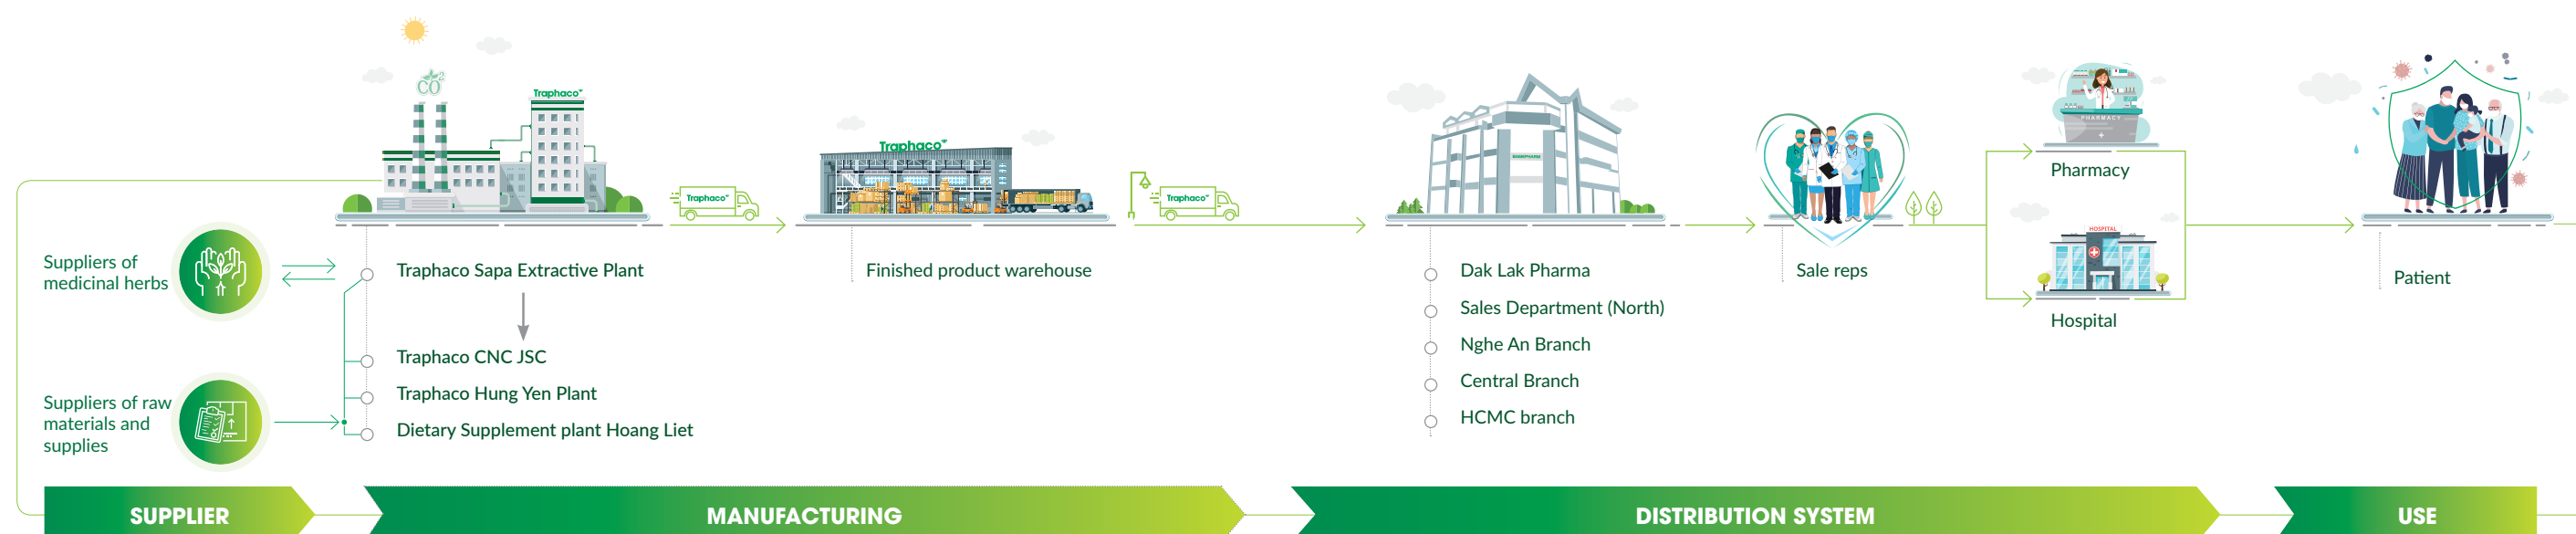 CO2
Traphaco
Traphaco
Traphaco
Traphaco
PHARMACY
Pharmacy
HOSPITAL
Hospital
Suppliers of
medicinal herbs
Suppliers of raw
materials and
supplies
Traphaco Sapa Extractive Plant
Traphaco CNC JSC
Traphaco Hung Yen Plant
Dietary Supplement plant Hoang Liet
Finished product warehouse
Dak Lak Pharma
Sales Department (North)
Nghe An Branch
Central Branch
HCMC branch
Sale reps
Patient
SUPPLIER
MANUFACTURING
DISTRIBUTION SYSTEM
USE